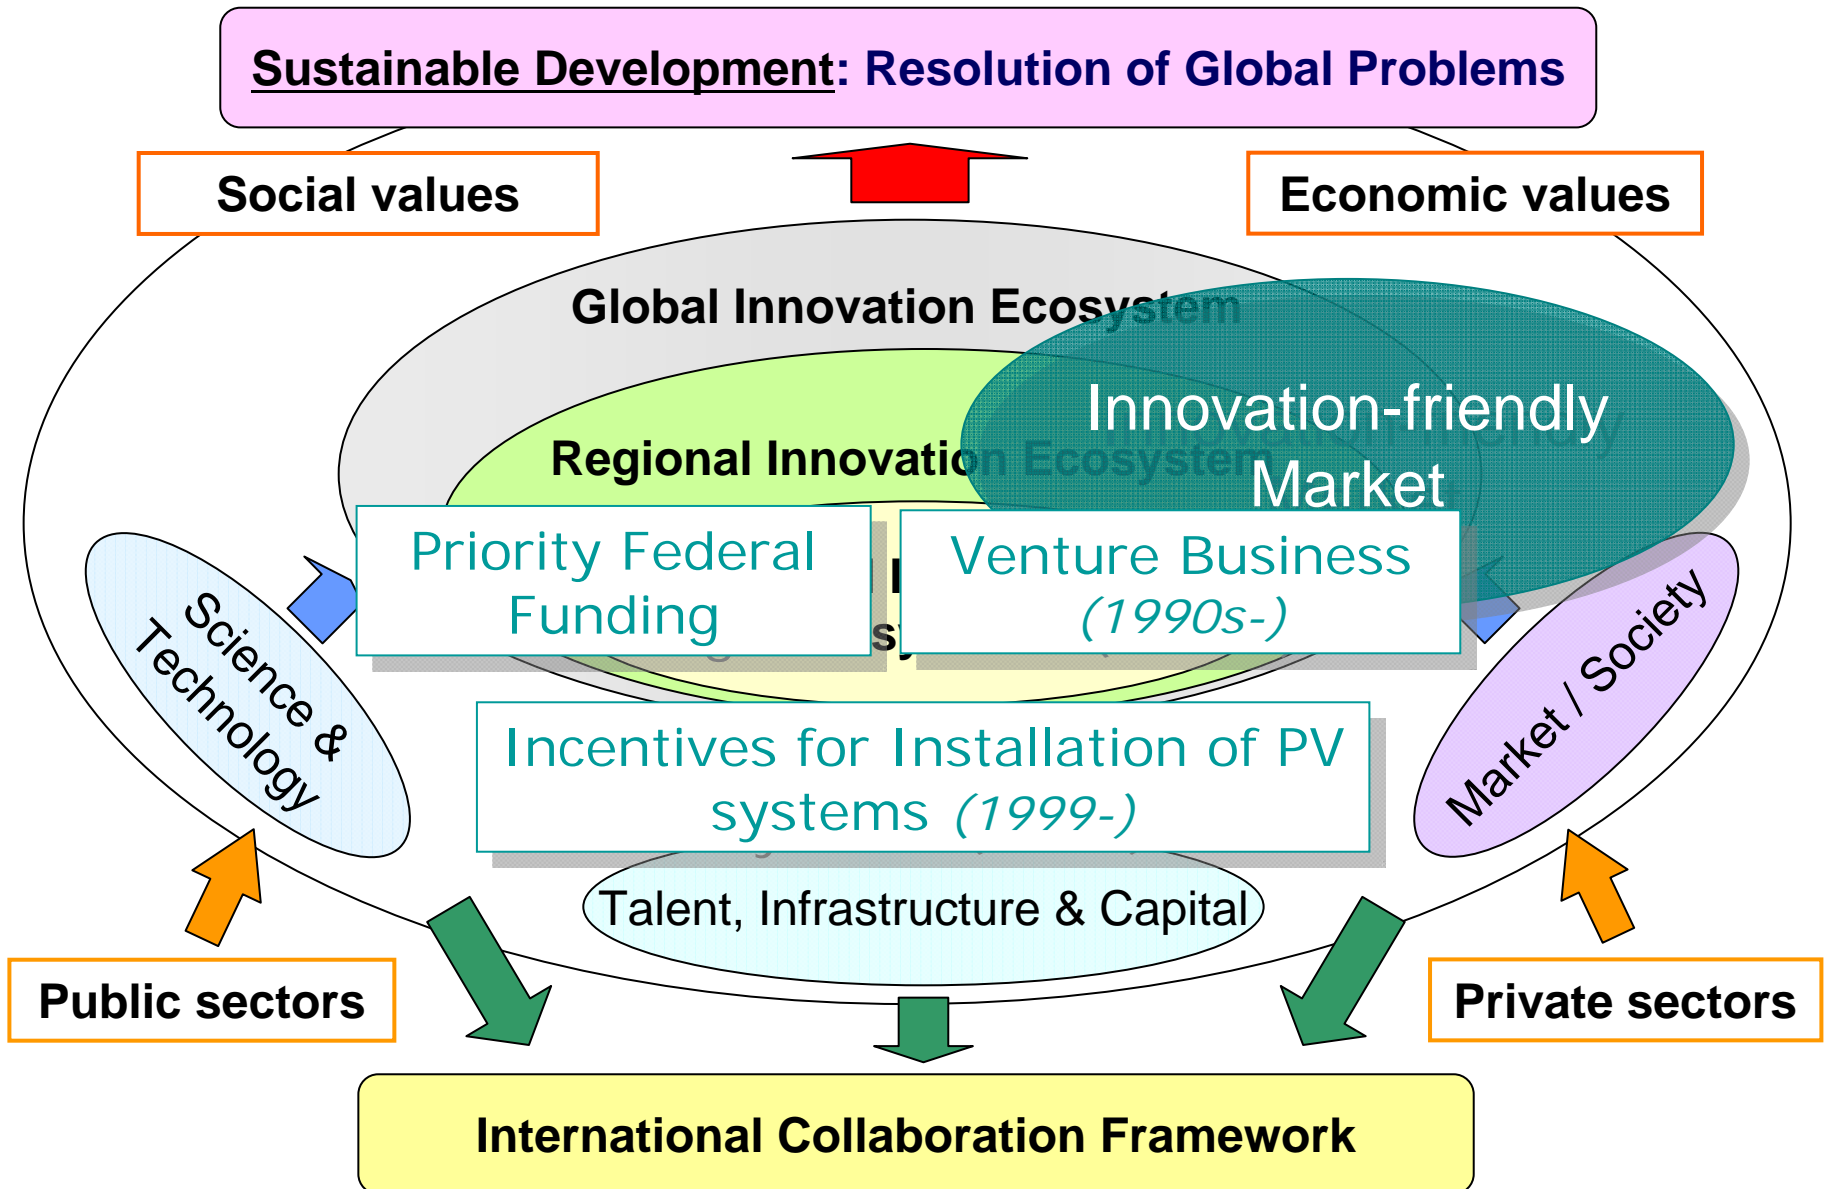 Sustainable Development: Resolution of Global Problems
Social values
Economic values
Global Innovation Ecosystem
Innovation-friendly
Market
Regional Innovation Ecosystem
Priority Federal
Funding
Venture Business
(1990s-)
Science &
Technology
Market / Society
Incentives for Installation of PV
systems (1999-)
Talent, Infrastructure & Capital
Public sectors
Private sectors
International Collaboration Framework